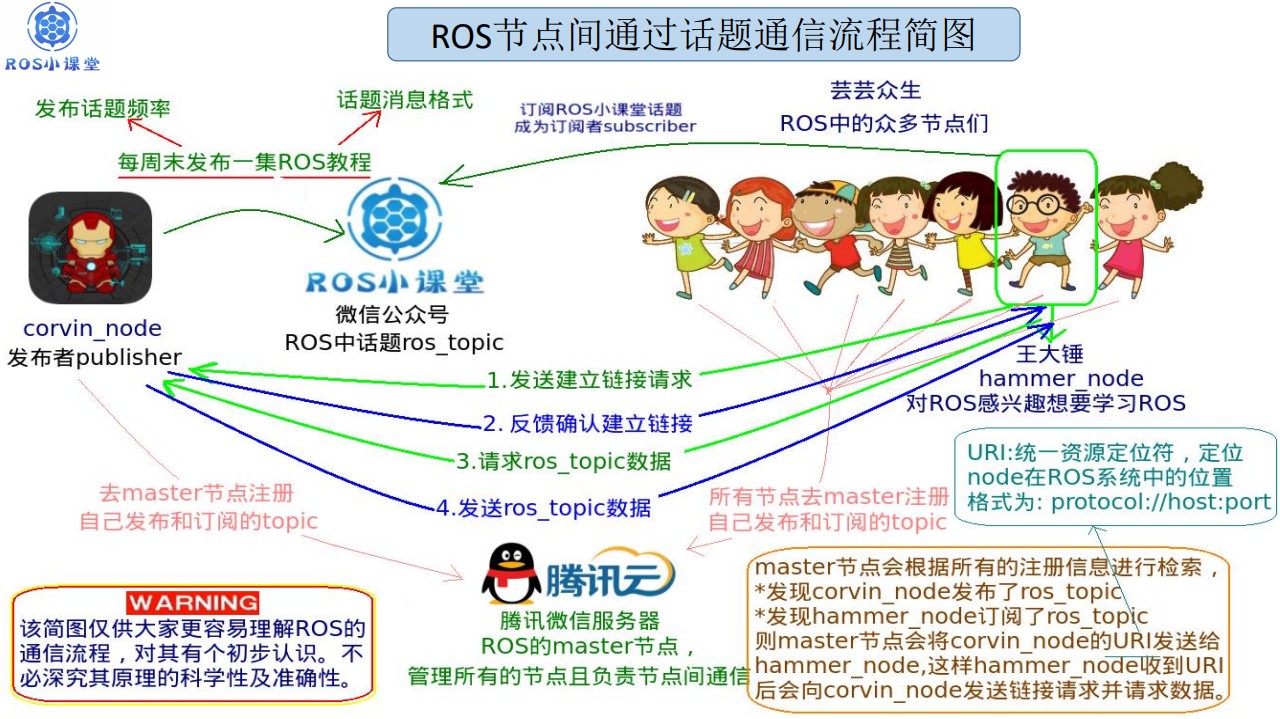 ROS小课堂
ROS节点间通过话题通信流程简图
发布话题频率
话题消息格式
每周末发布一集ROS教程
订阅ROS小课堂话题
成为订阅者subscriber
芸芸众生
ROS中的众多节点们
ROS小课堂
微信公众号
ROS中话题ros_topic
corvin_node
发布者publisher
王大锤
hammer_node
对ROS感兴趣想要学习ROS
1.发送建立链接请求
2. 反馈确认建立链接
3.请求ros_topic数据
4.发送ros_topic数据
去master节点注册
自己发布和订阅的topic
所有节点去master注册
自己发布和订阅的topic
URI:统一资源定位符，定位
node在ROS系统中的位置
格式为: protocol://host:port
腾讯云
腾讯微信服务器
ROS的master节点，
管理所有的节点且负责节点间通信
WARNING
该简图仅供大家更容易理解ROS的
通信流程，对其有个初步认识。不
必深究其原理的科学性及准确性。
master节点会根据所有的注册信息进行检索，
*发现corvin_node发布了ros_topic
*发现hammer_node订阅了ros_topic
则master节点会将corvin_node的URI发送给
hammer_node,这样hammer_node收到URI
后会向corvin_node发送链接请求并请求数据。